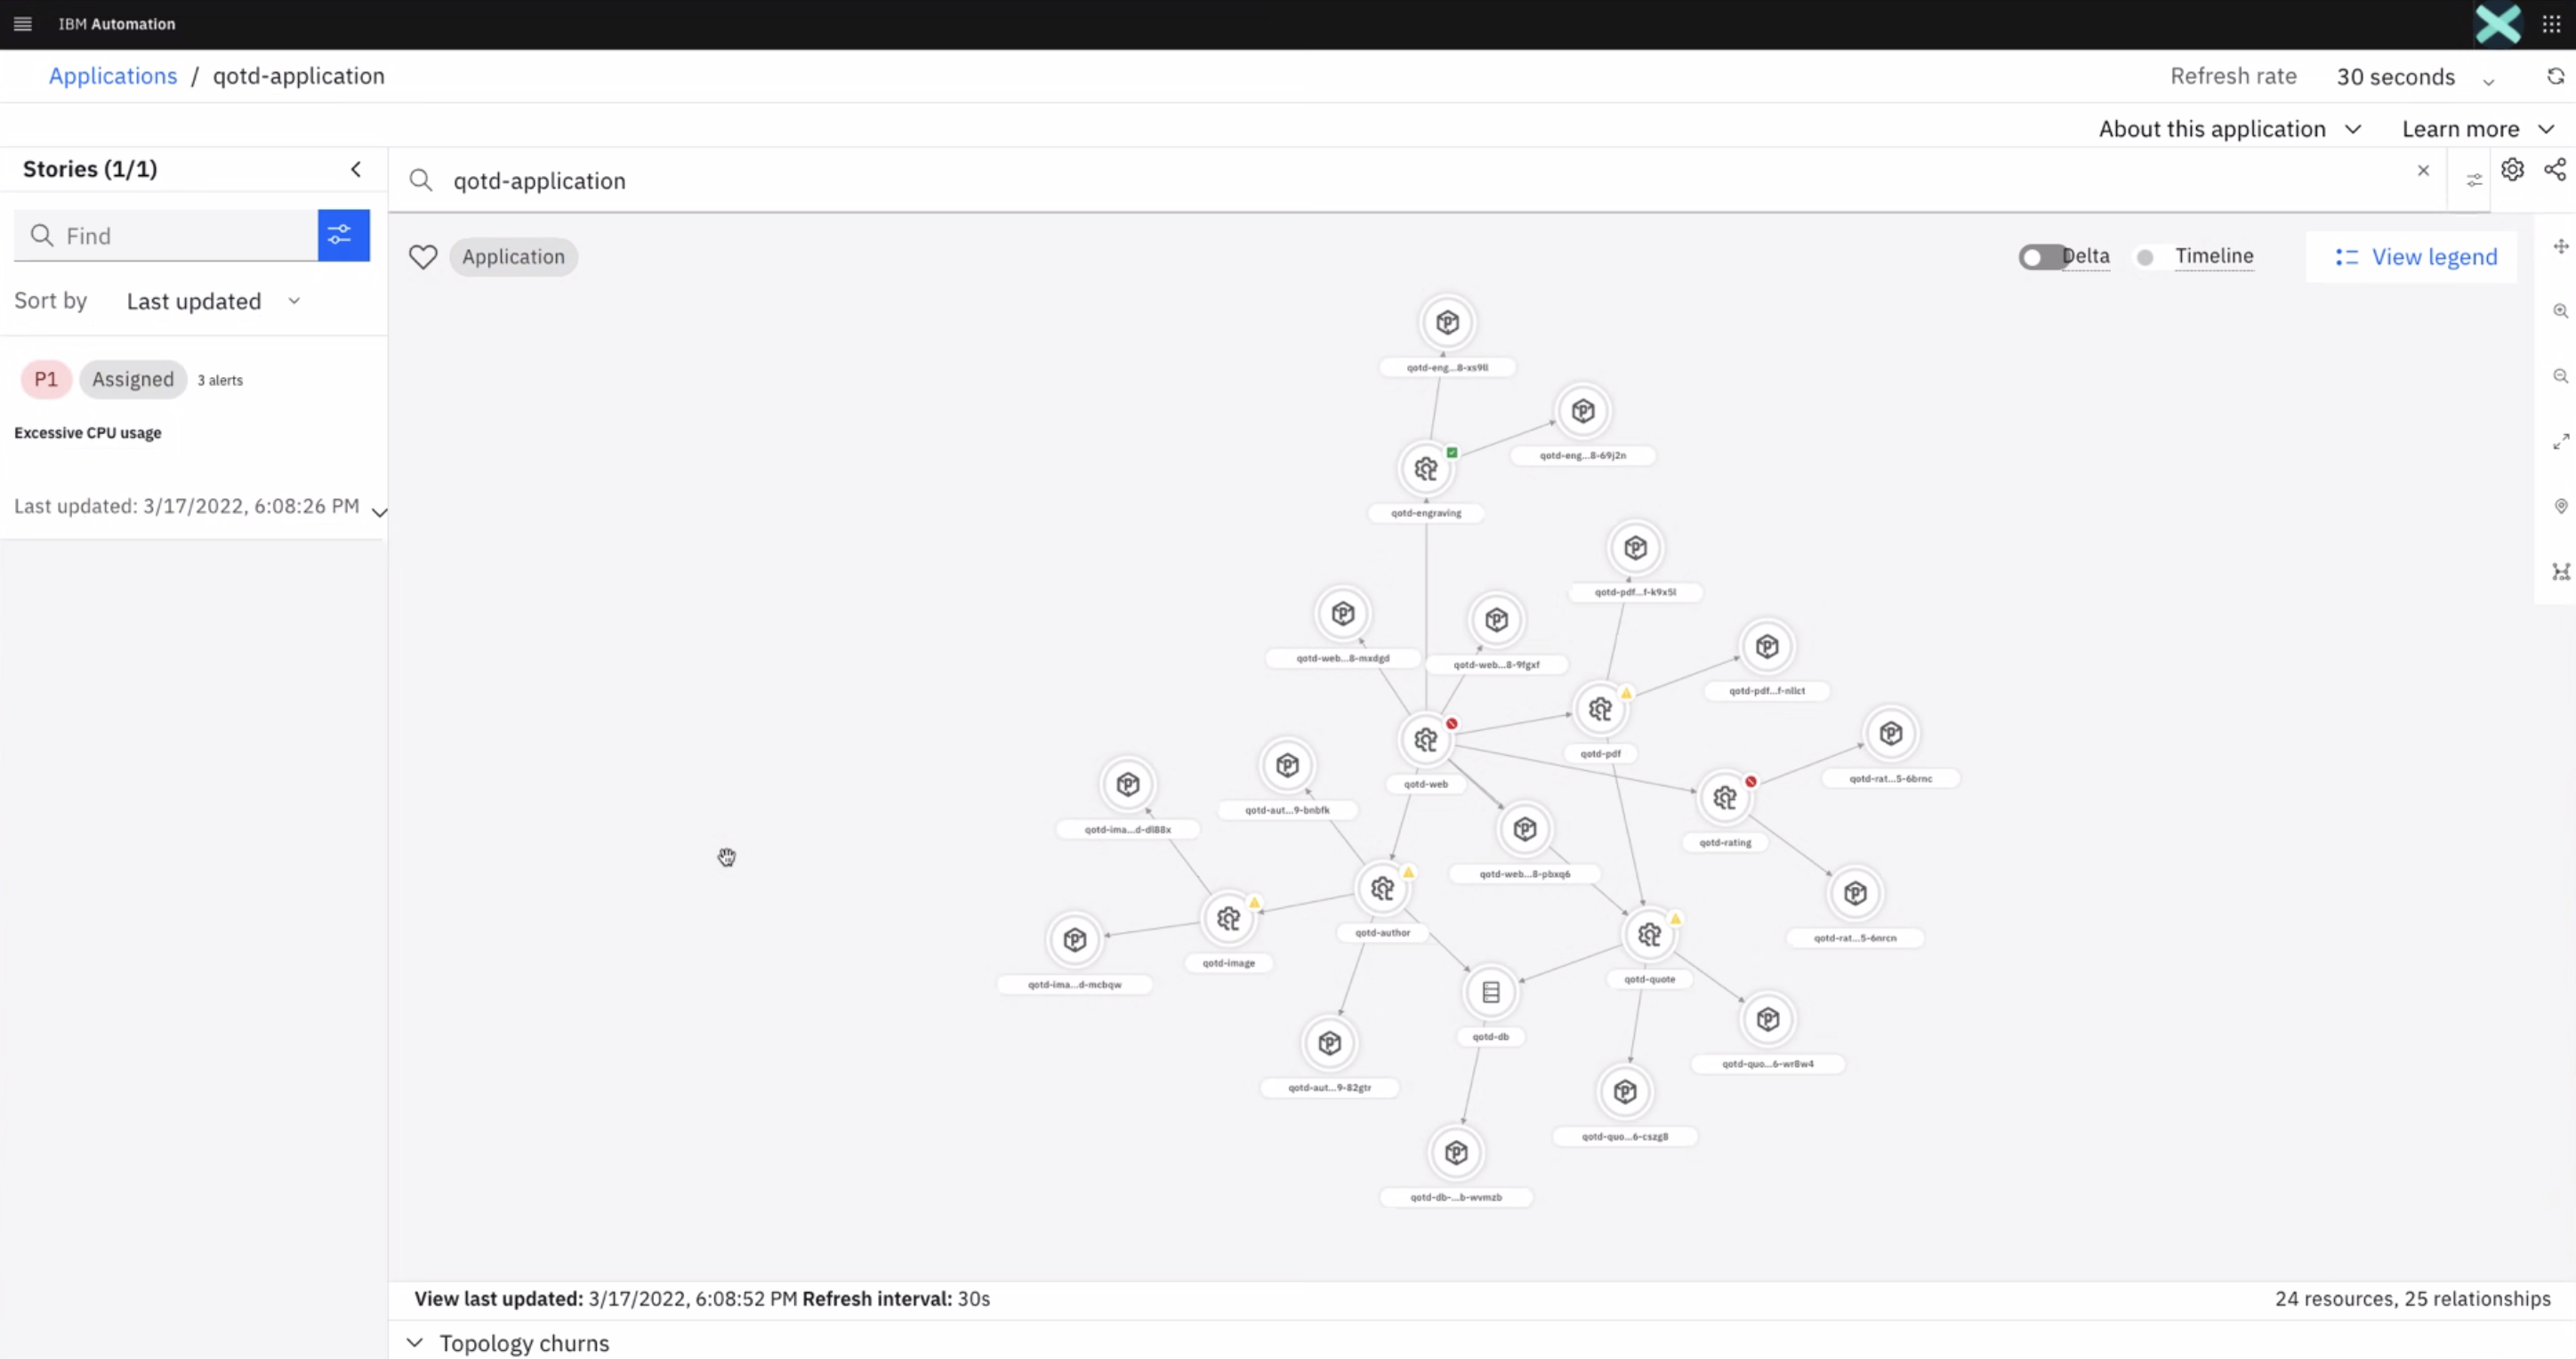 IBM Automation
Applications / qotd-application
Refresh rate 30 seconds
About this application Learn more
Stories (1/1)
qotd-application
Find
Application
Delta Timeline View legend
Sort by Last updated
P1 Assigned 3 alerts
Excessive CPU usage
Last updated: 3/17/2022, 6:08:26 PM
qotd-eng...8-xs9ll
qotd-eng...8-69j2n
qotd-engraving
qotd-pdf...f-k9x5l
qotd-web...8-mxdgd
qotd-web...8-9fgxf
qotd-pdf...f-nllct
qotd-pdf
qotd-rat...5-6brnc
qotd-web
qotd-aut...9-bnbfk
qotd-ima...d-dl88x
qotd-rating
qotd-web...8-pbxq6
qotd-author
qotd-rat...5-6nrcn
qotd-image
qotd-quote
qotd-ima...d-mcbqw
qotd-db
qotd-quo...6-wr8w4
qotd-aut...9-82gtr
qotd-quo...6-cszg8
qotd-db-...b-wvmzb
View last updated: 3/17/2022, 6:08:52 PM Refresh interval: 30s
24 resources, 25 relationships
Topology churns